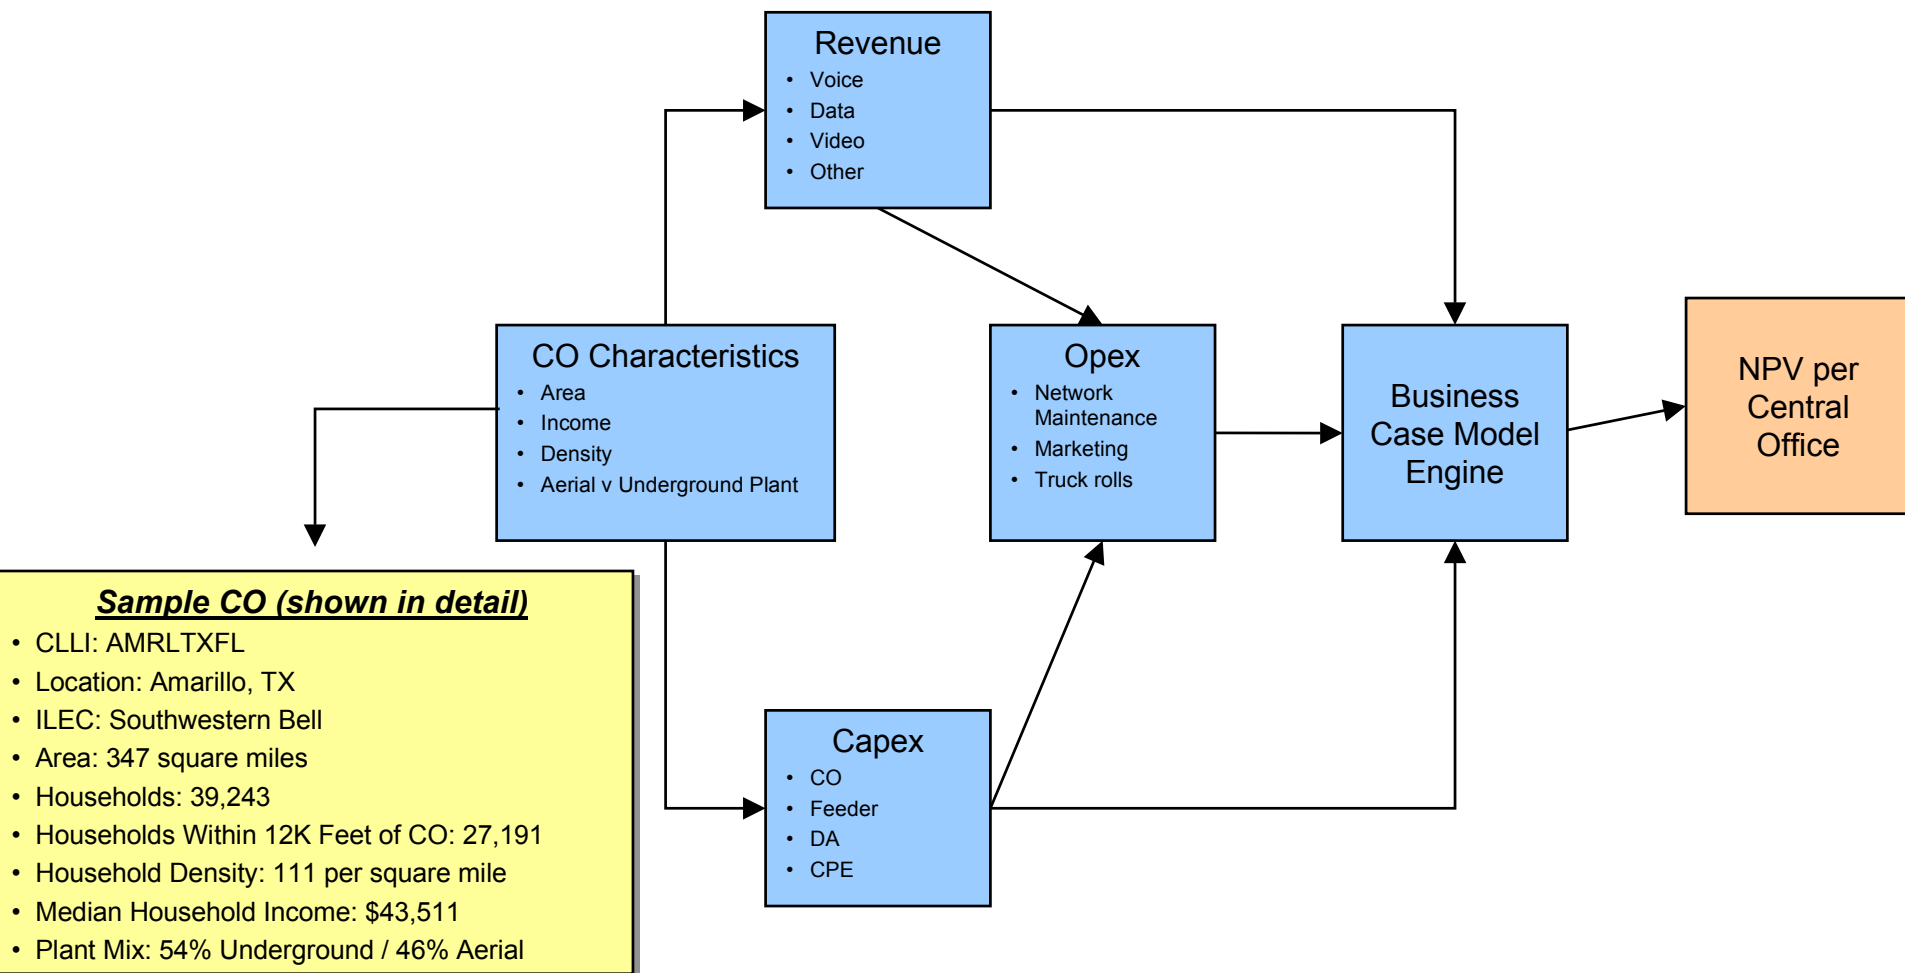 Revenue
• Voice
• Data
• Video
• Other
CO Characteristics
• Area
• Income
• Density
• Aerial v Underground Plant
Opex
• Network
Maintenance
• Marketing
• Truck rolls
Business
Case Model
Engine
NPV per
Central
Office
Sample CO (shown in detail)
• CLLI: AMRLTXFL
• Location: Amarillo, TX
• ILEC: Southwestern Bell
• Area: 347 square miles
• Households: 39,243
• Households Within 12K Feet of CO: 27,191
• Household Density: 111 per square mile
• Median Household Income: $43,511
• Plant Mix: 54% Underground / 46% Aerial
Capex
• CO
• Feeder
• DA
• CPE